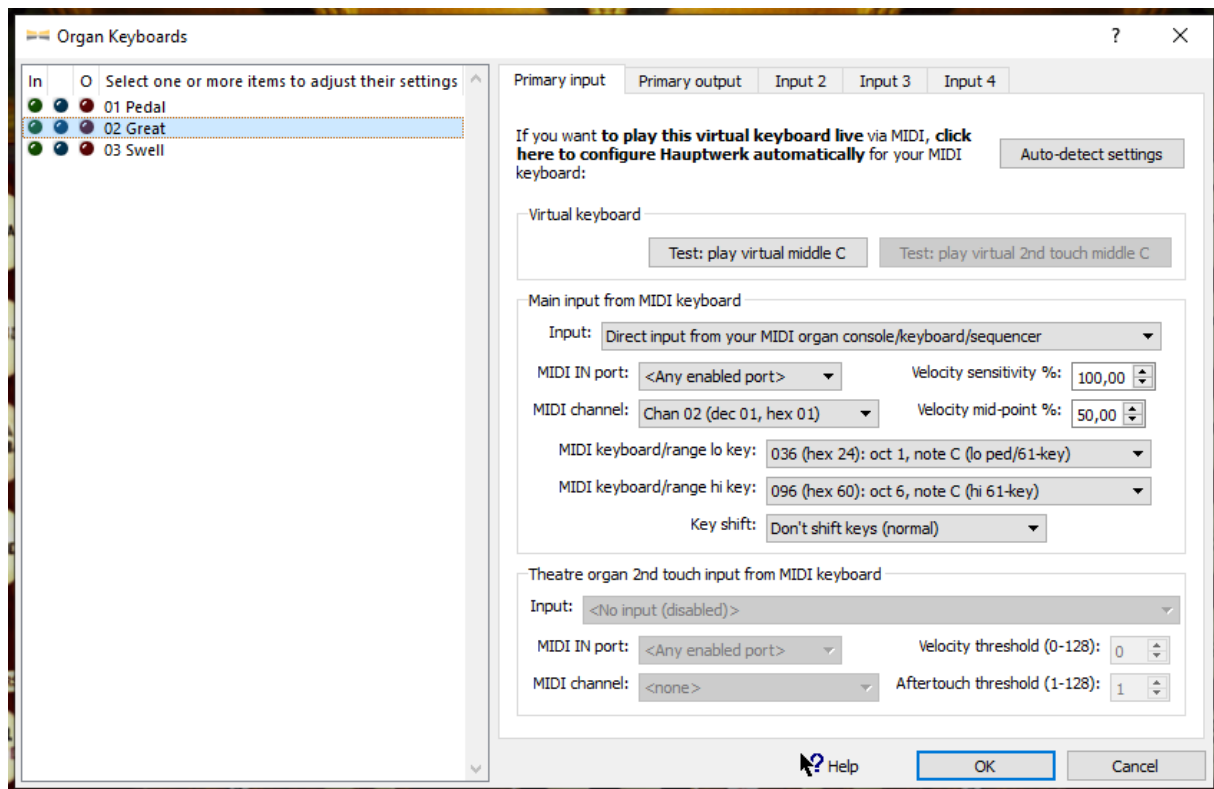 Organ Keyboards
In O Select one or more items to adjust their settings
01 Pedal
02 Great
03 Swell
Primary input Primary output Input 2 Input 3 Input 4
If you want to play this virtual keyboard live via MIDI, click
here to configure Hauptwerk automatically for your MIDI
keyboard:
Auto-detect settings
Virtual keyboard
Test: play virtual middle C Test: play virtual 2nd touch middle C
Main input from MIDI keyboard
Input: Direct input from your MIDI organ console/keyboard/sequencer
MIDI IN port: <Any enabled port> Velocity sensitivity %: 100,00
MIDI channel: Chan 02 (dec 01, hex 01) Velocity mid-point %: 50,00
MIDI keyboard/range lo key: 036 (hex 24): oct 1, note C (lo ped/61-key)
MIDI keyboard/range hi key: 096 (hex 60): oct 6, note C (hi 61-key)
Key shift: Don't shift keys (normal)
Theatre organ 2nd touch input from MIDI keyboard
Input: <No input (disabled)>
MIDI IN port: <Any enabled port> Velocity threshold (0-128): 0
MIDI channel: <none> Aftertouch threshold (1-128): 1
Help OK Cancel